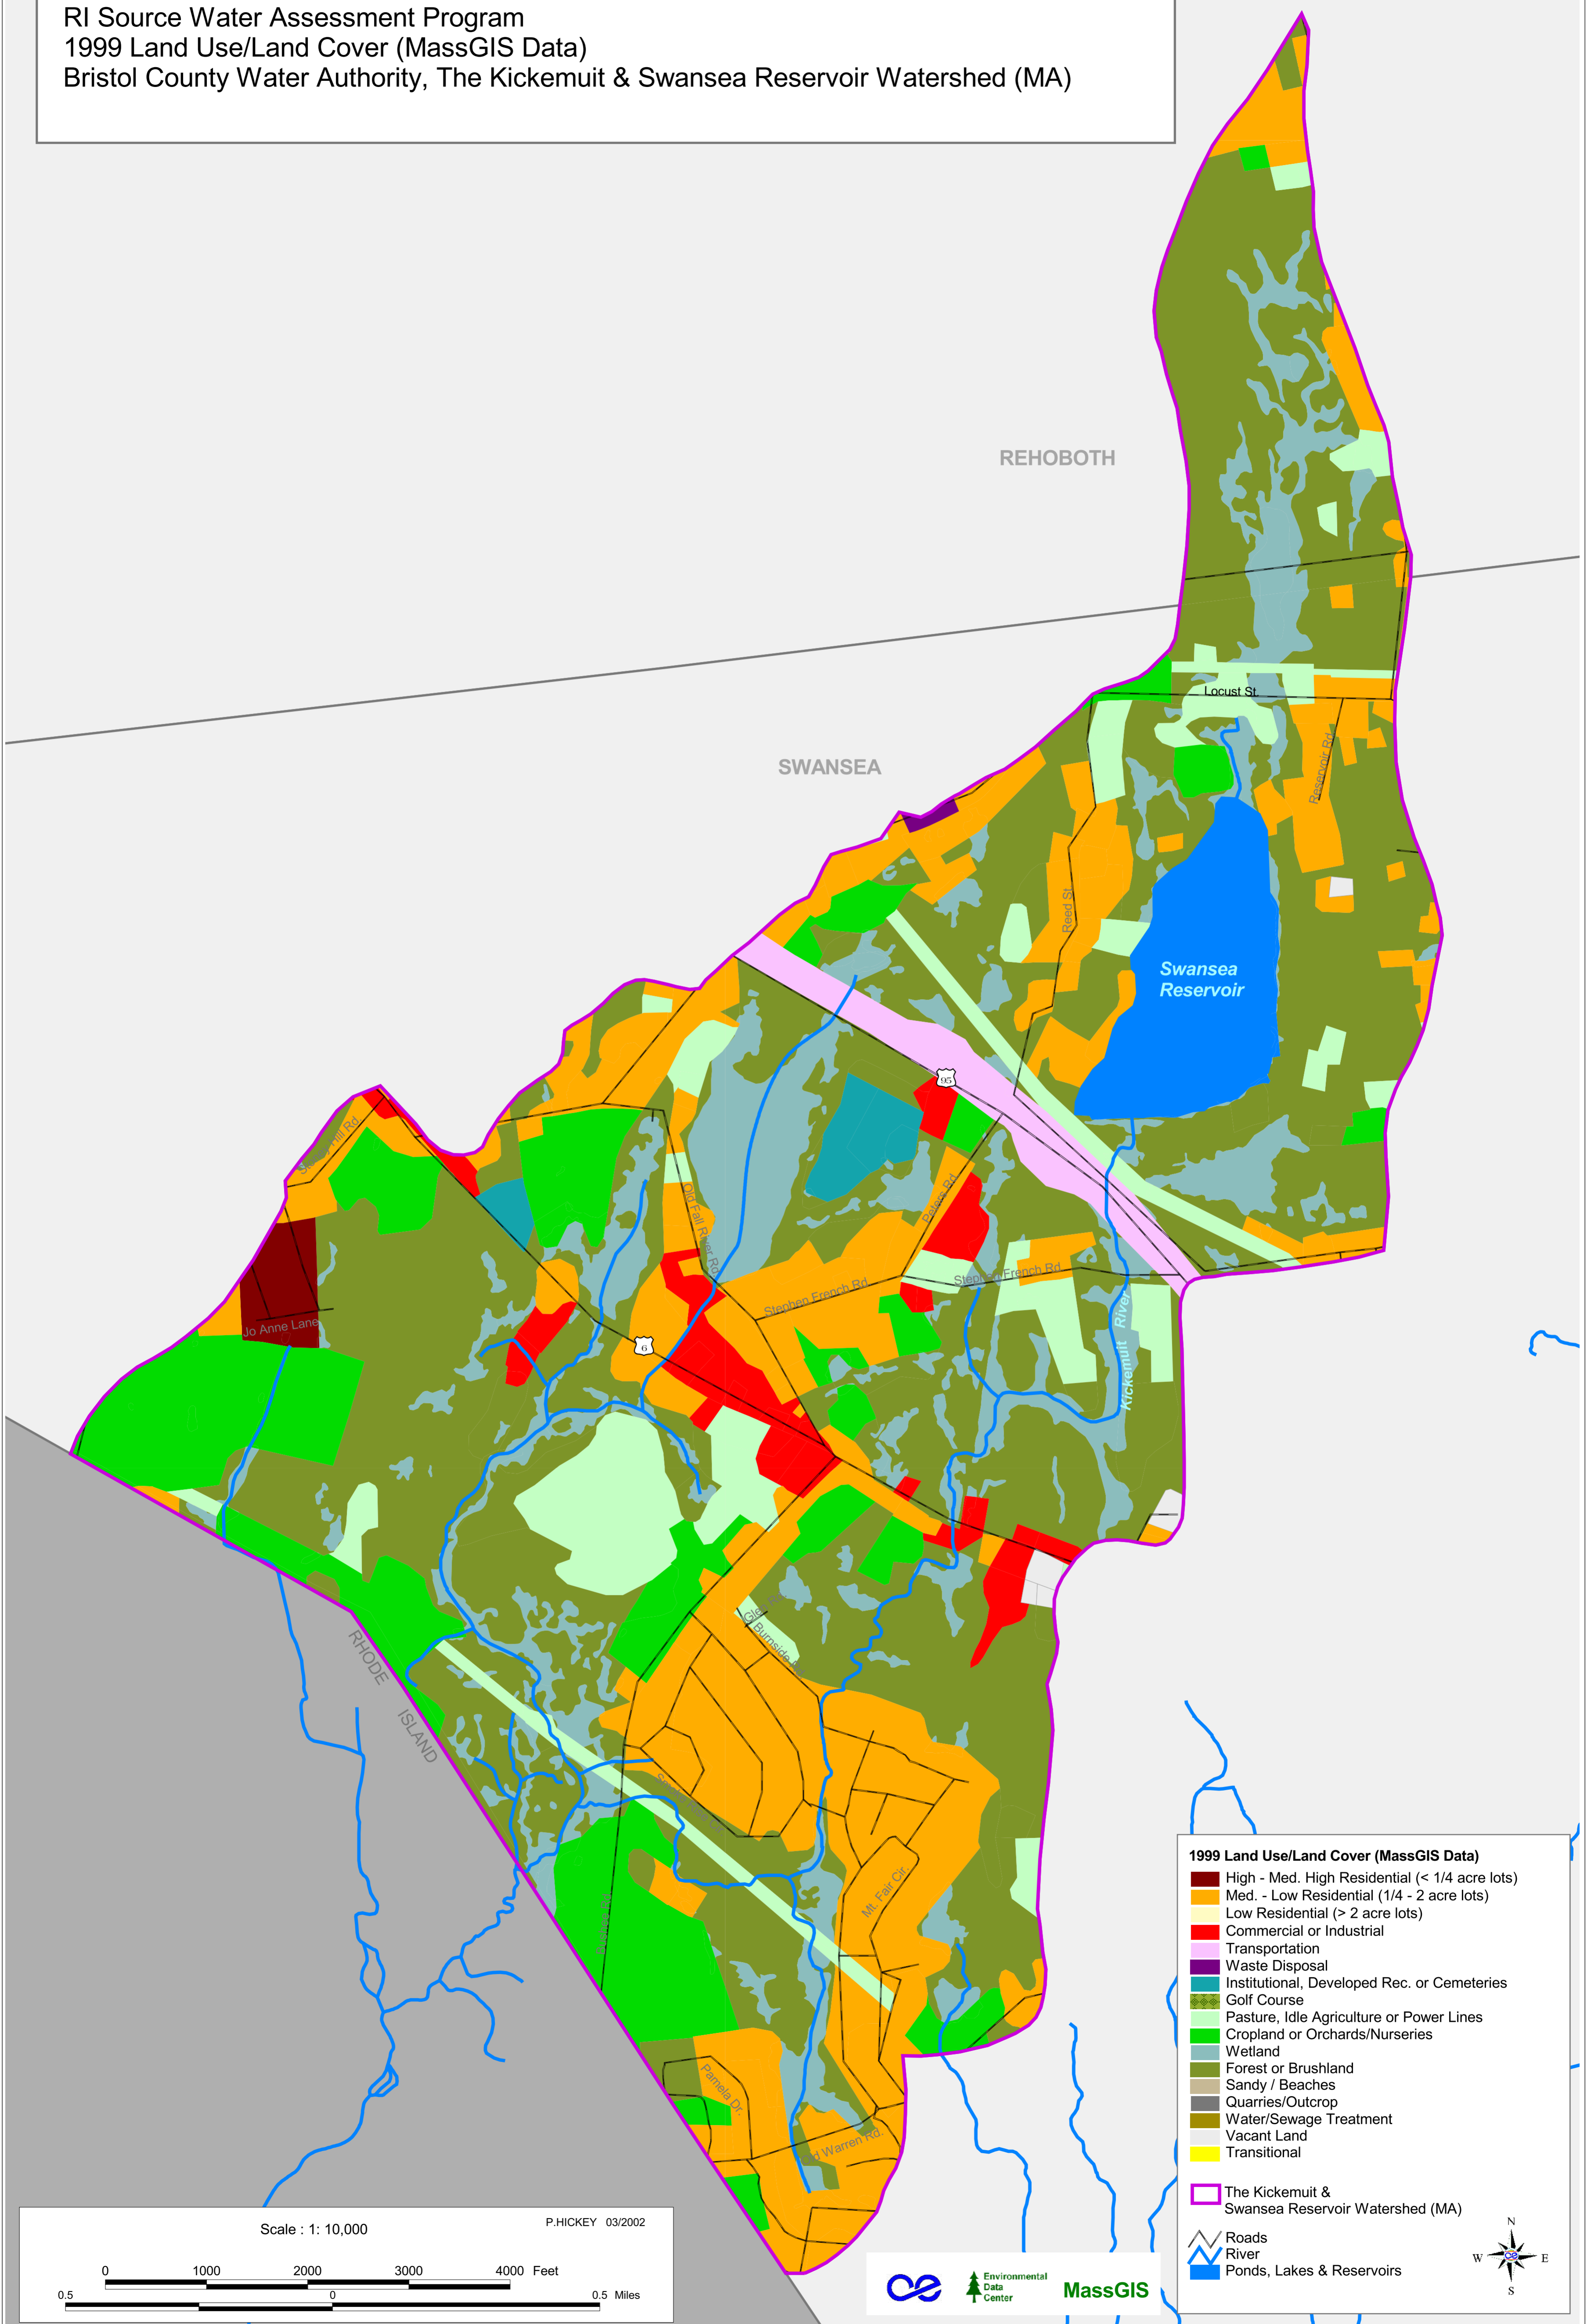 RI Source Water Assessment Program
1999 Land Use/Land Cover (MassGIS Data)
Bristol County Water Authority, The Kickemuit & Swansea Reservoir Watershed (MA)
REHOBOTH
Locust St.
Reservoir Rd.
SWANSEA
Reed St.
Swansea
Reservoir
95
Hill Rd
Old Fall River Rd.
Peters Rd.
Stephen French Rd.
Stephen French Rd.
Kickemuit River
Jo Anne Lane
6
Burnside
RHODE
ISLAND
Mt. Fair Cir.
Pamela Dr.
Warren Rd.
1999 Land Use/Land Cover (MassGIS Data)
High - Med. High Residential (< 1/4 acre lots)
Med. - Low Residential (1/4 - 2 acre lots)
Low Residential (> 2 acre lots)
Commercial or Industrial
Transportation
Waste Disposal
Institutional, Developed Rec. or Cemeteries
Golf Course
Pasture, Idle Agriculture or Power Lines
Cropland or Orchards/Nurseries
Wetland
Forest or Brushland
Sandy / Beaches
Quarries/Outcrop
Water/Sewage Treatment
Vacant Land
Transitional
The Kickemuit &
Swansea Reservoir Watershed (MA)
Roads
River
Ponds, Lakes & Reservoirs
N
W E
S
Scale : 1: 10,000
P.HICKEY 03/2002
0 1000 2000 3000 4000 Feet
0.5 0 0.5 Miles
Environmental
Data
Center
MassGIS